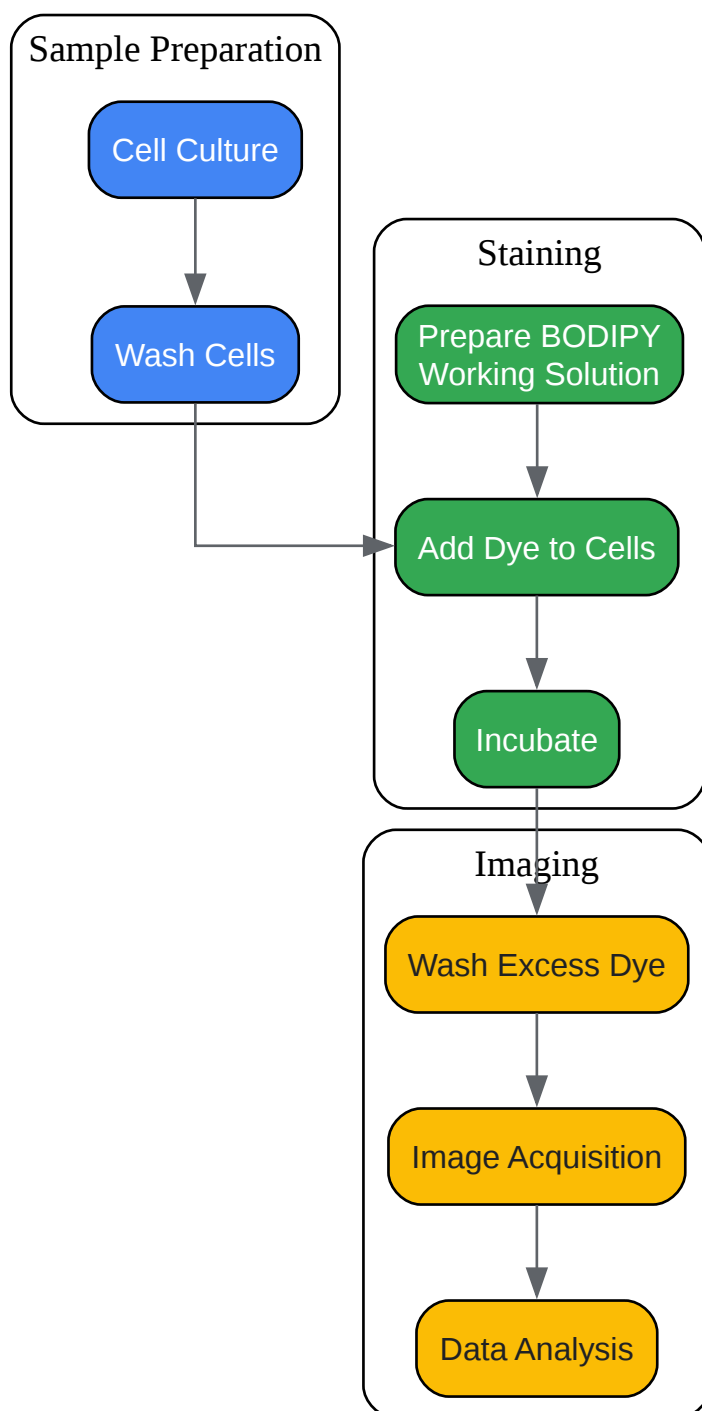 Sample Preparation
Cell Culture
Wash Cells
Staining
Prepare BODIPY
Working Solution
Add Dye to Cells
Incubate
Imaging
Wash Excess Dye
Image Acquisition
Data Analysis